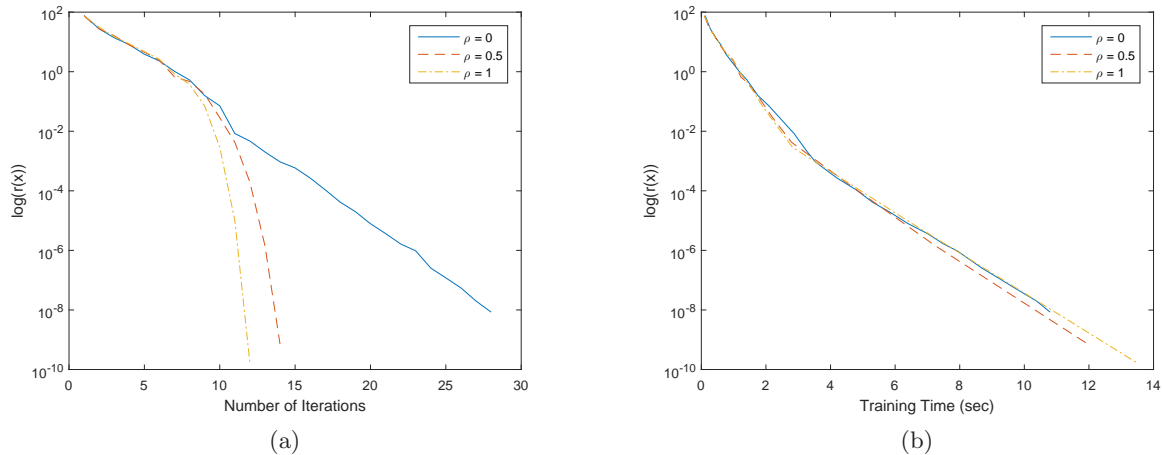 10^2
10^0
10^-2
10^-4
10^-6
10^-8
10^-10
log(r(x))
0 5 10 15 20 25 30
Number of Iterations
ρ = 0
ρ = 0.5
ρ = 1
(a)
10^2
10^0
10^-2
10^-4
10^-6
10^-8
10^-10
log(r(x))
0 2 4 6 8 10 12 14
Training Time (sec)
ρ = 0
ρ = 0.5
ρ = 1
(b)